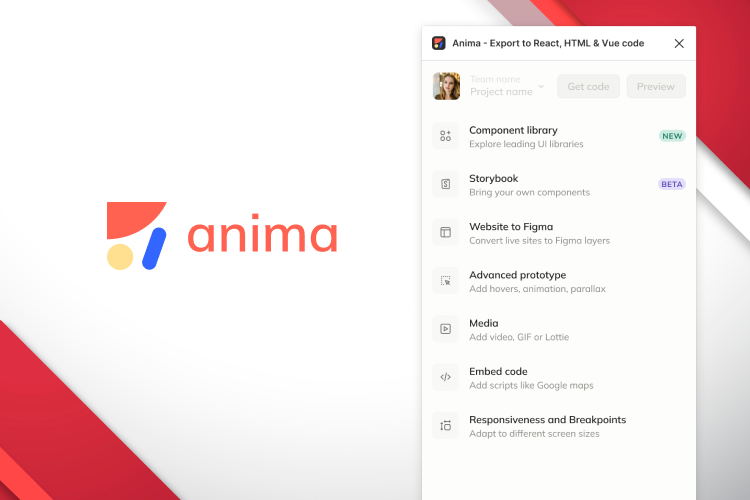 anima
Anima - Export to React, HTML & Vue code
Team name
Project name
Get code
Preview
Component library
Explore leading UI libraries
NEW
Storybook
Bring your own components
BETA
Website to Figma
Convert live sites to Figma layers
Advanced prototype
Add hovers, animation, parallax
Media
Add video, GIF or Lottie
Embed code
Add scripts like Google maps
Responsiveness and Breakpoints
Adapt to different screen sizes